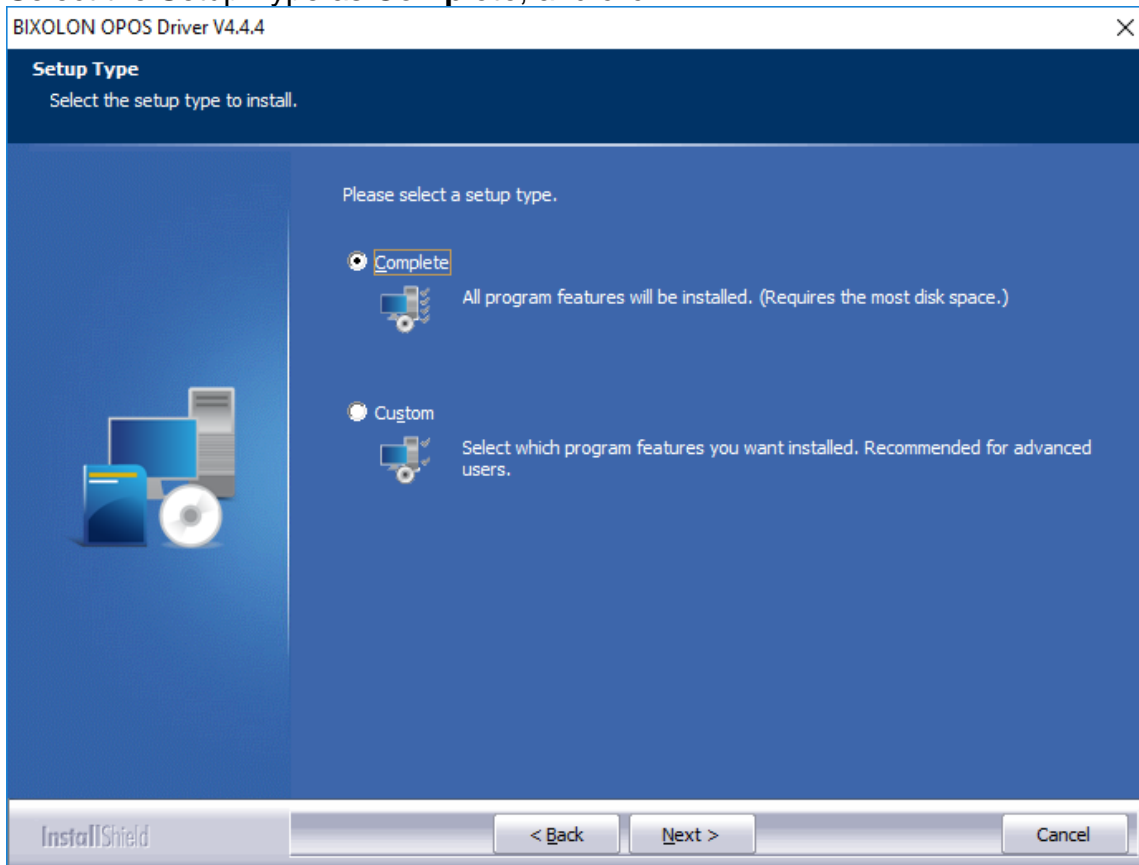 BIXOLON OPOS Driver V4.4.4
Setup Type
Select the setup type to install.
Please select a setup type.
Complete
All program features will be installed. (Requires the most disk space.)
Custom
Select which program features you want installed. Recommended for advanced
users.
InstallShield
< Back
Next >
Cancel